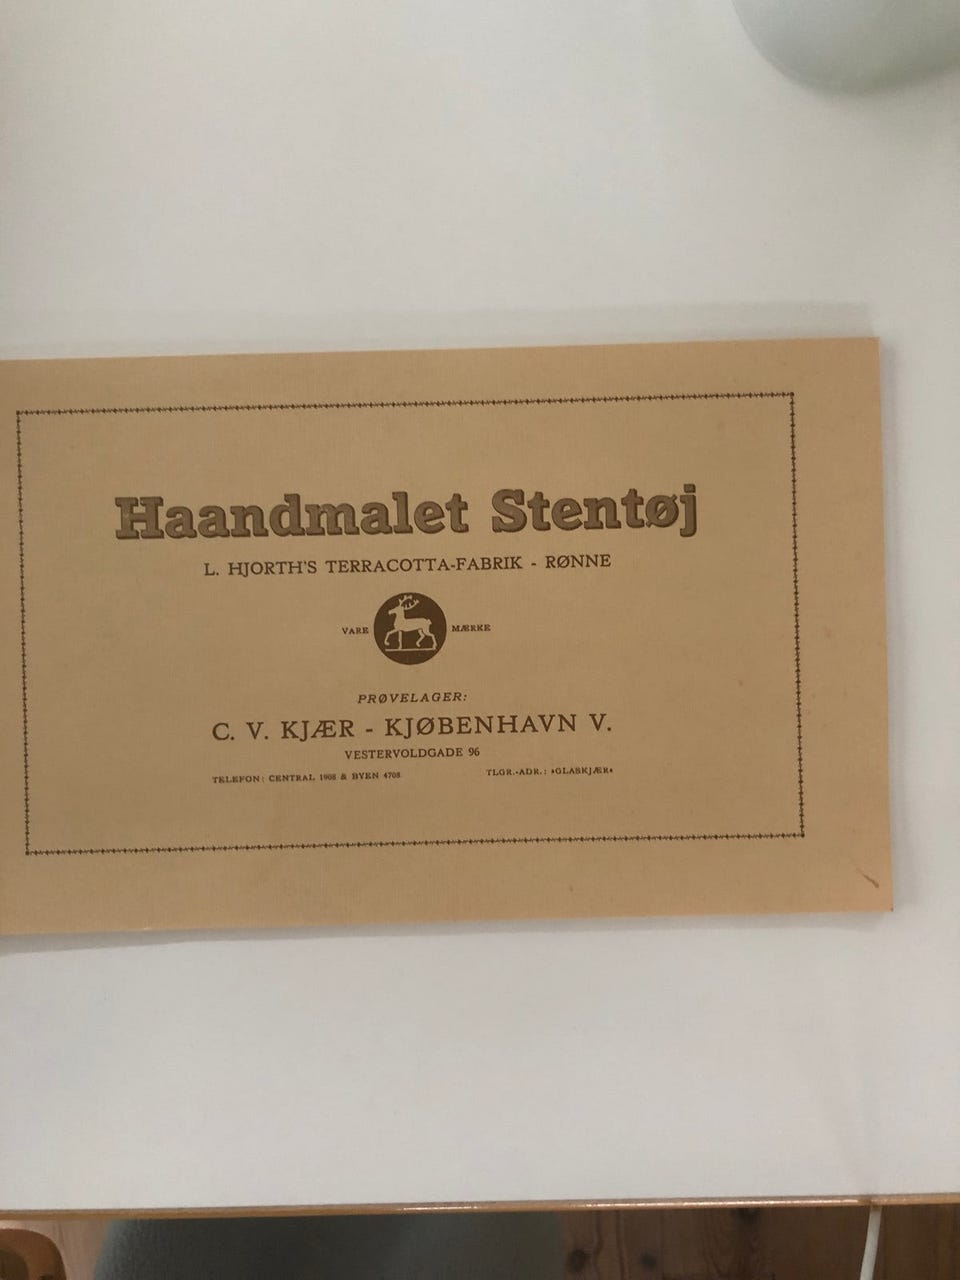 Haandmalet Stentøj
L. HJORTH'S TERRACOTTA-FABRIK - RØNNE
VARE MÆRKE
PRØVELAGER:
C. V. KJÆR - KJØBENHAVN V.
VESTERVOLDGADE 96
TELEFON: CENTRAL 1908 & BYEN 4708 TLGR.-ADR.: »GLASKJÆR«